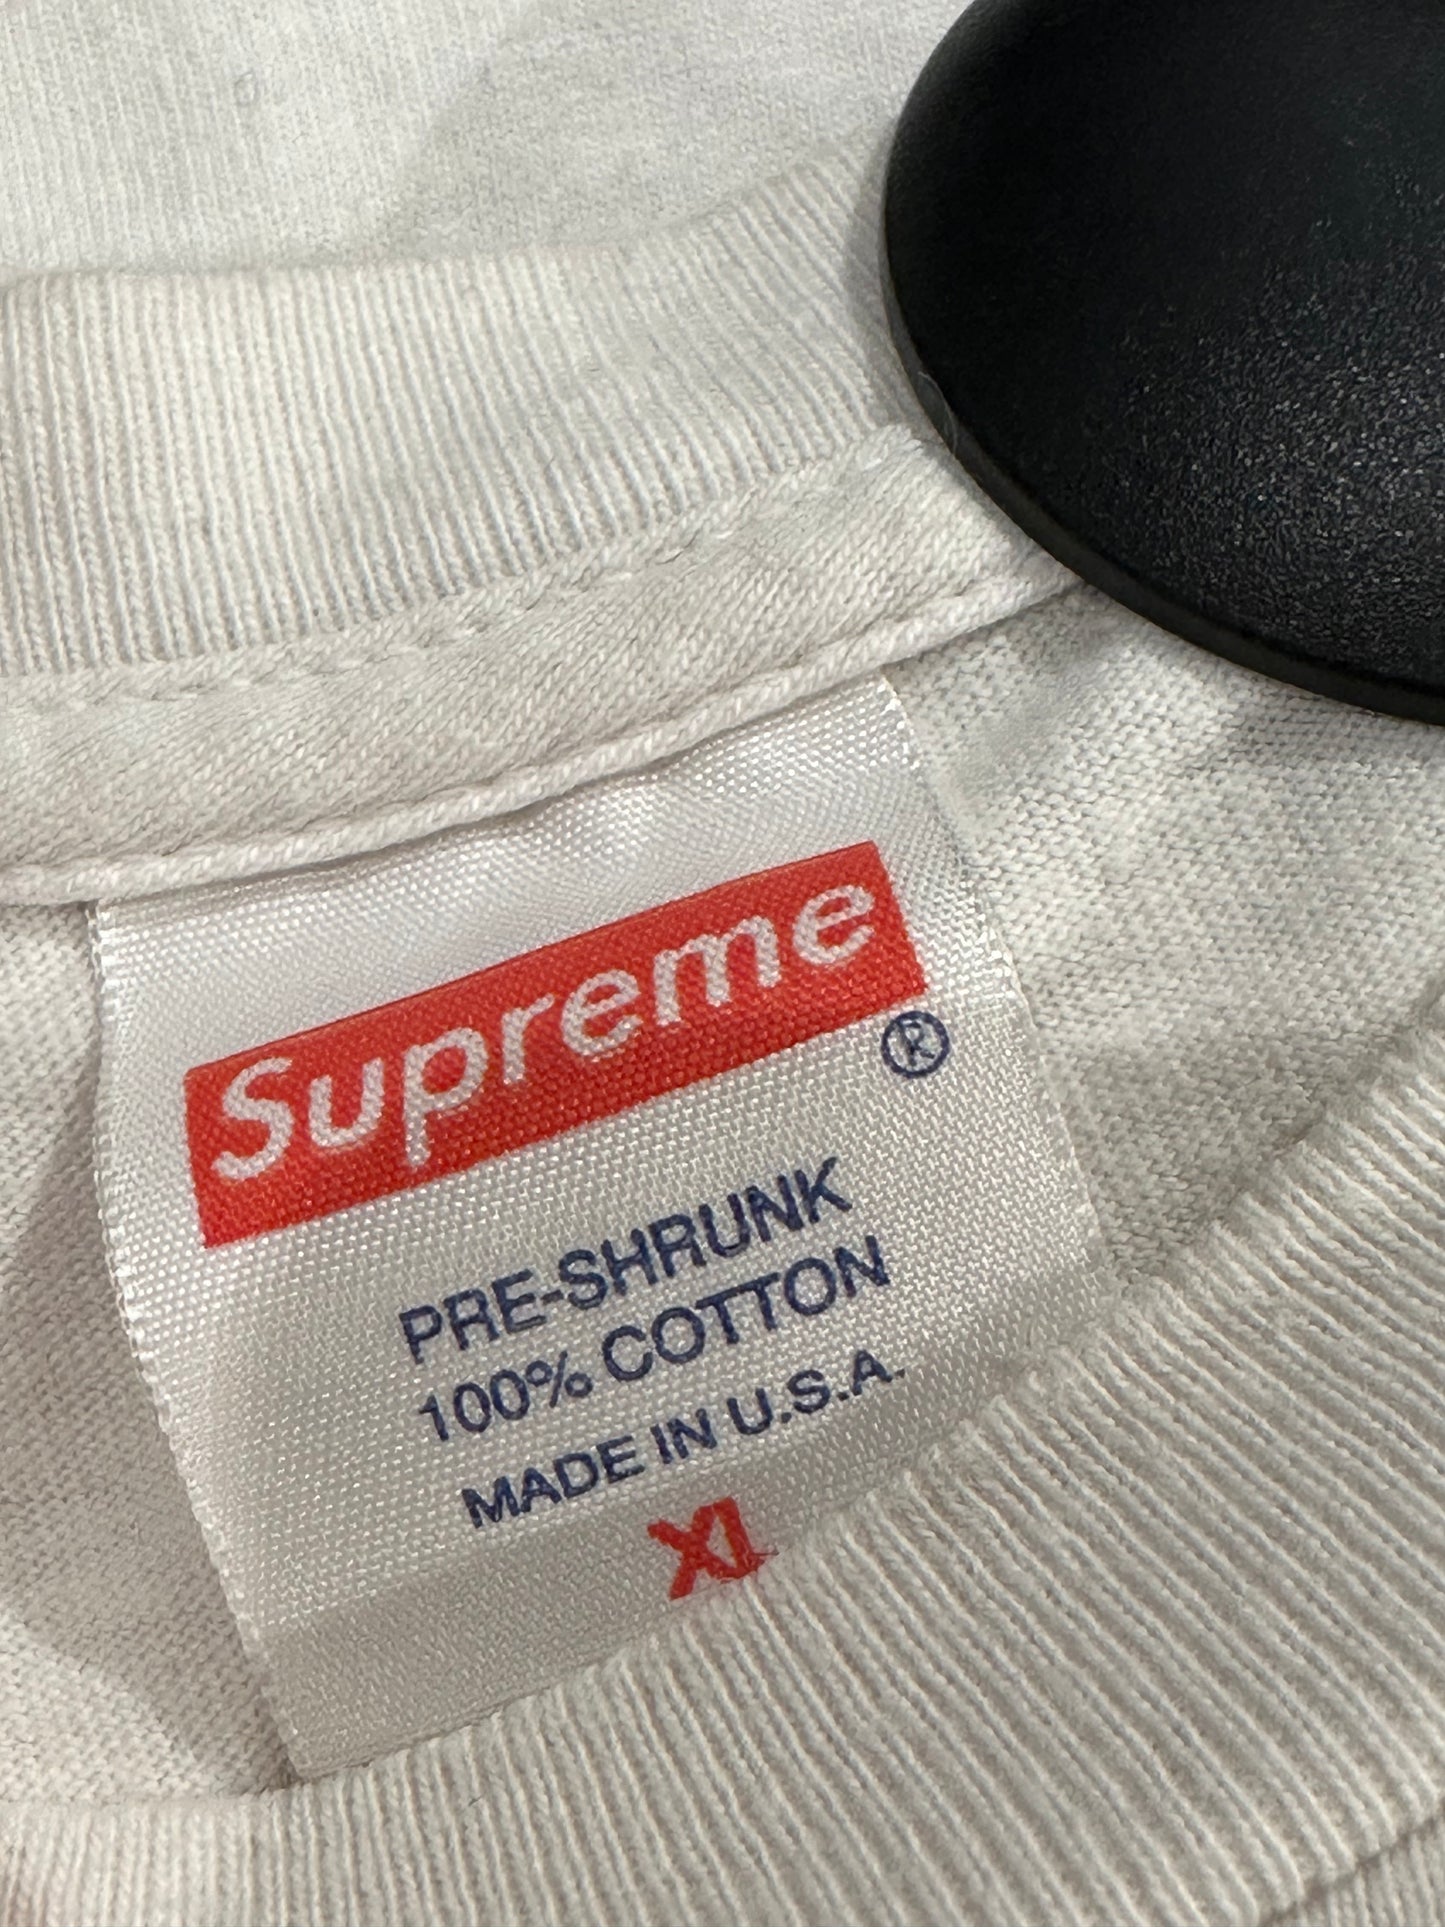 Supreme
®
PRE-SHRUNK
100% COTTON
MADE IN U.S.A.
XL